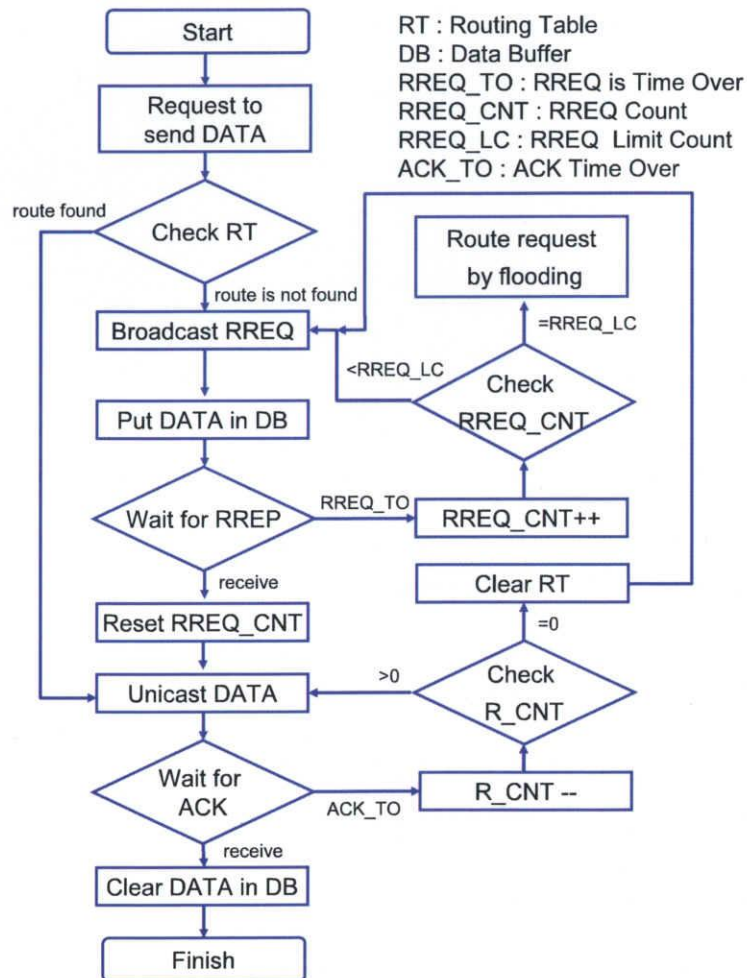 Start
RT : Routing Table
DB : Data Buffer
RREQ_TO : RREQ is Time Over
RREQ_CNT : RREQ Count
RREQ_LC : RREQ Limit Count
ACK_TO : ACK Time Over
Request to
send DATA
route found
Check RT
Route request
by flooding
route is not found
Broadcast RREQ
=RREQ_LC
<RREQ_LC
Check
RREQ_CNT
Put DATA in DB
Wait for RREP
RREQ_TO
RREQ_CNT++
receive
Clear RT
Reset RREQ_CNT
=0
Unicast DATA
>0
Check
R_CNT
Wait for
ACK
ACK_TO
R_CNT --
receive
Clear DATA in DB
Finish